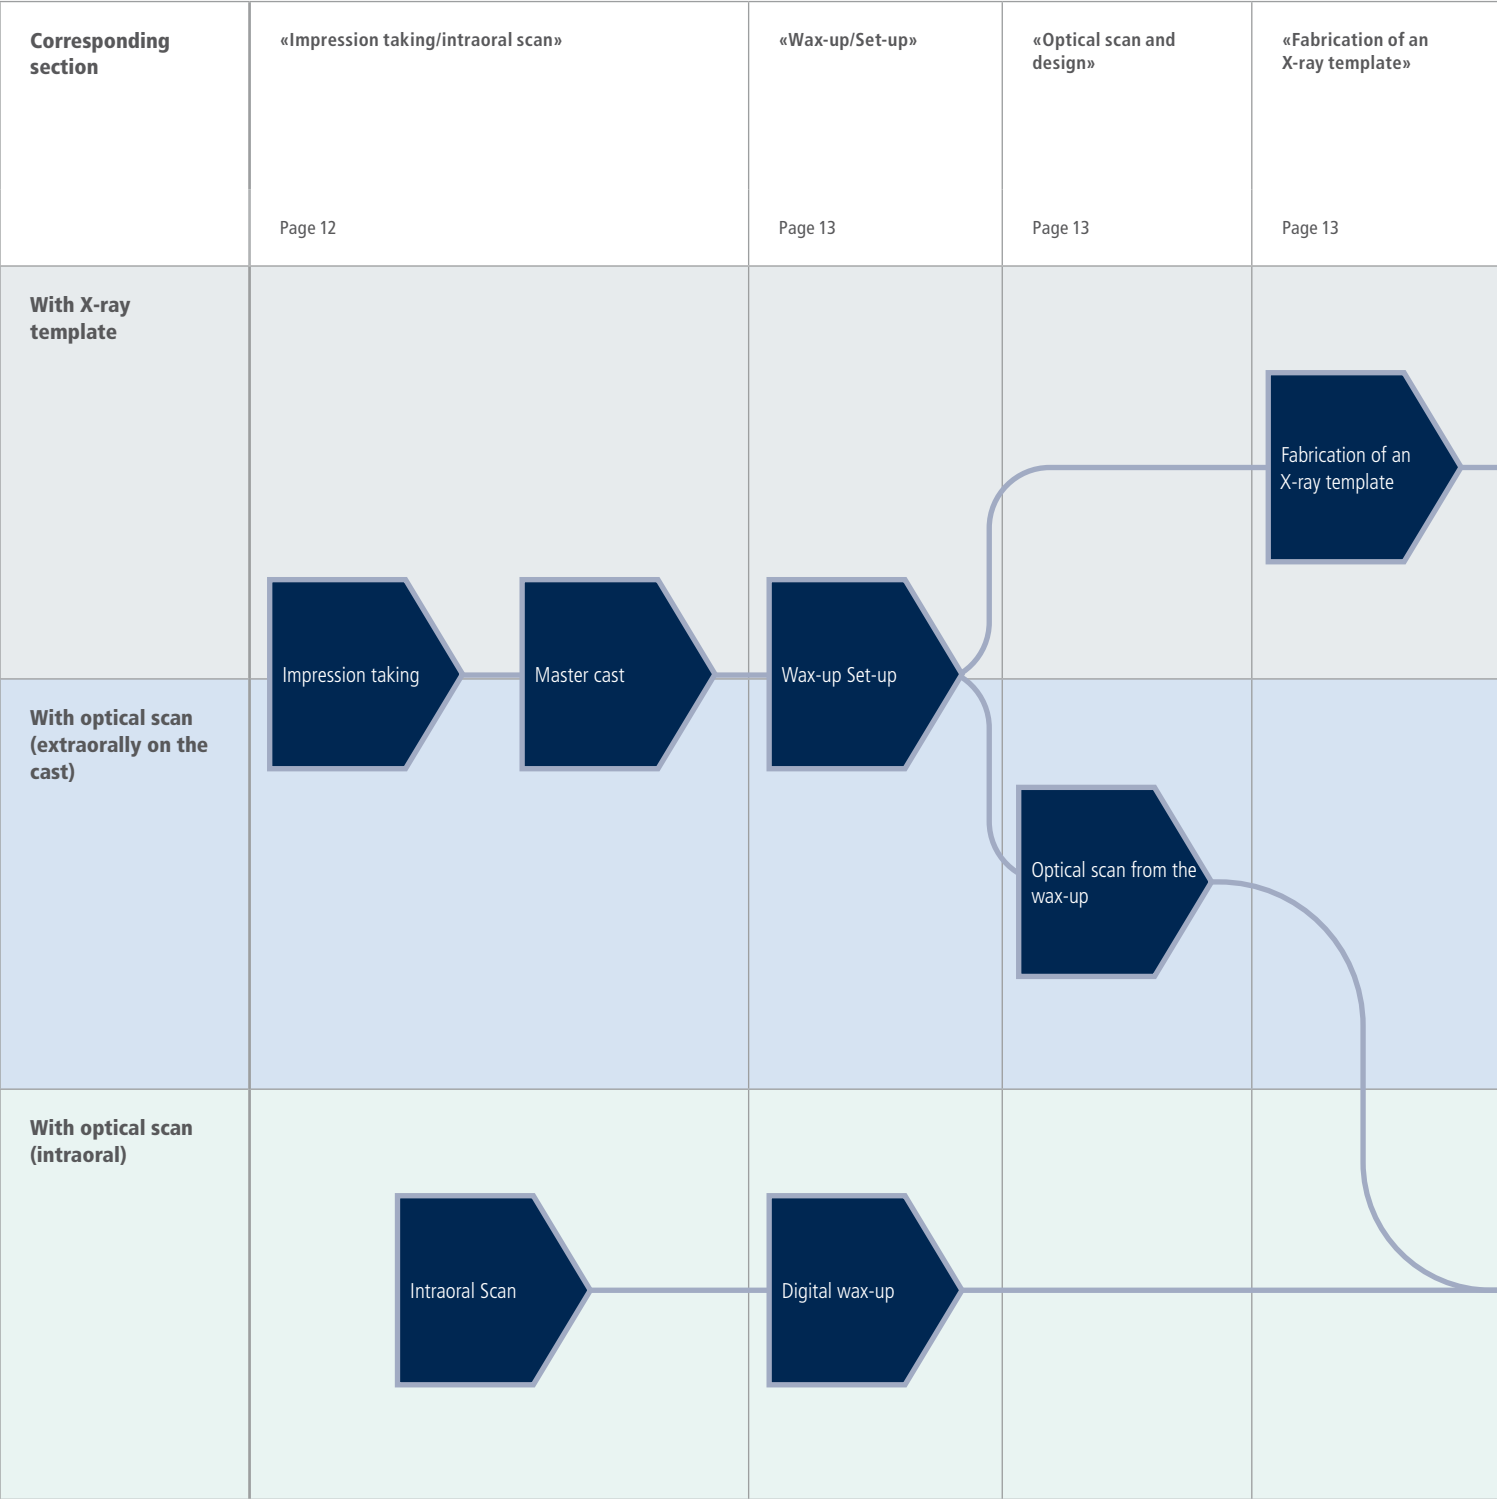 Corresponding
section
«Impression taking/intraoral scan»
«Wax-up/Set-up»
«Optical scan and
design»
«Fabrication of an
X-ray template»
Page 12
Page 13
Page 13
Page 13
With X-ray
template
Fabrication of an
X-ray template
Impression taking
Master cast
Wax-up Set-up
With optical scan
(extraorally on the
cast)
Optical scan from the
wax-up
With optical scan
(intraoral)
Intraoral Scan
Digital wax-up